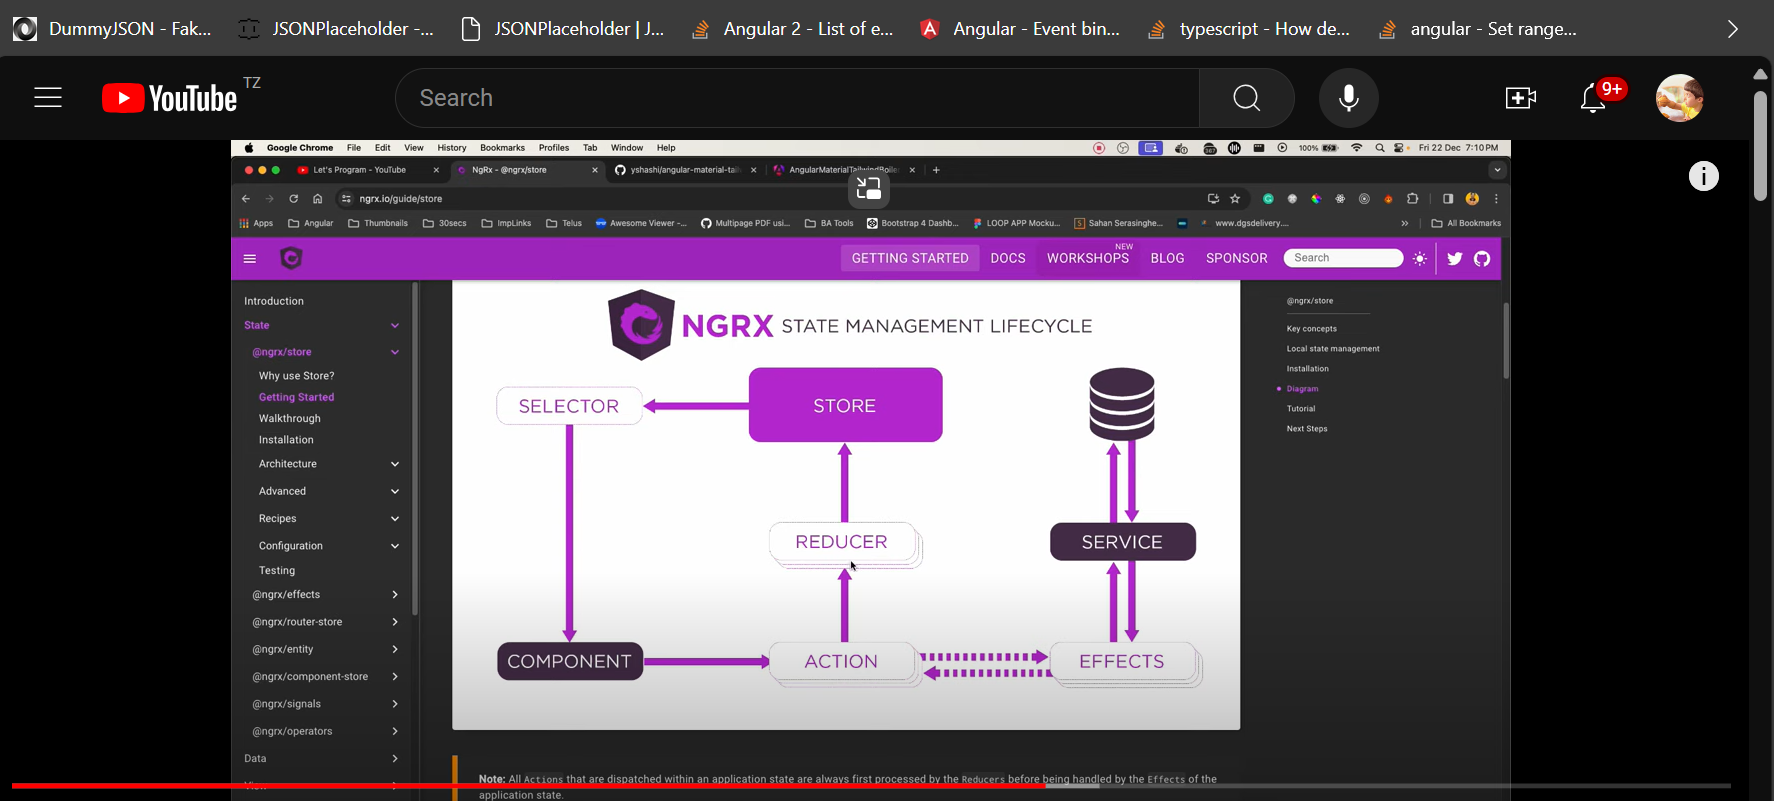 DummyJSON - Fak...
JSONPlaceholder -...
JSONPlaceholder | J...
Angular 2 - List of e...
Angular - Event bin...
typescript - How de...
angular - Set range...
YouTube TZ
Search
9+
Google Chrome File Edit View History Bookmarks Profiles Tab Window Help
100% Fri 22 Dec 7:10 PM
Let's Program - YouTube
NgRx - @ngrx/store
yshashi/angular-material-tail
AngularMaterialTailwindBoiler
ngrx.io/guide/store
Apps Angular Thumbnails 30secs ImpLinks Telus Awesome Viewer -... Multipage PDF usi... BA Tools Bootstrap 4 Dashb... LOOP APP Mocku... Sahan Serasinghe... www.dgsdelivery.... All Bookmarks
GETTING STARTED DOCS WORKSHOPS NEW BLOG SPONSOR Search
Introduction
State
@ngrx/store
Why use Store?
Getting Started
Walkthrough
Installation
Architecture
Advanced
Recipes
Configuration
Testing
@ngrx/effects
@ngrx/router-store
@ngrx/entity
@ngrx/component-store
@ngrx/signals
@ngrx/operators
Data
View
NGRX STATE MANAGEMENT LIFECYCLE
SELECTOR
STORE
REDUCER
SERVICE
COMPONENT
ACTION
EFFECTS
Note: All Actions that are dispatched within an application state are always first processed by the Reducers before being handled by the Effects of the
application state.
@ngrx/store
Key concepts
Local state management
Installation
Diagram
Tutorial
Next Steps